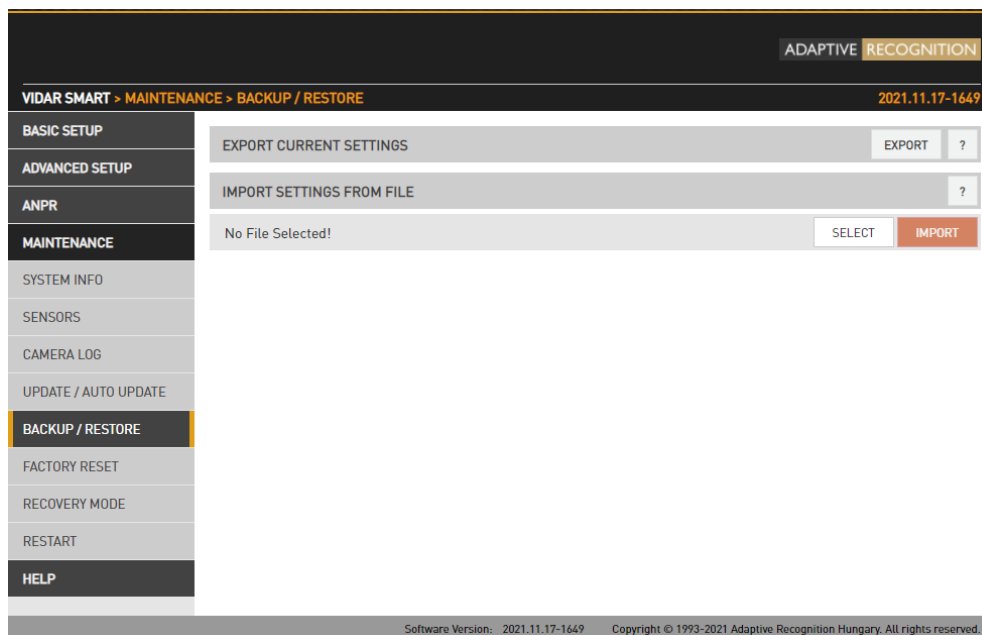 ADAPTIVE RECOGNITION
VIDAR SMART > MAINTENANCE > BACKUP / RESTORE 2021.11.17-1649
BASIC SETUP
ADVANCED SETUP
ANPR
MAINTENANCE
SYSTEM INFO
SENSORS
CAMERA LOG
UPDATE / AUTO UPDATE
BACKUP / RESTORE
FACTORY RESET
RECOVERY MODE
RESTART
HELP
EXPORT CURRENT SETTINGS EXPORT ?
IMPORT SETTINGS FROM FILE ?
No File Selected! SELECT IMPORT
Software Version: 2021.11.17-1649 Copyright © 1993-2021 Adaptive Recognition Hungary. All rights reserved.